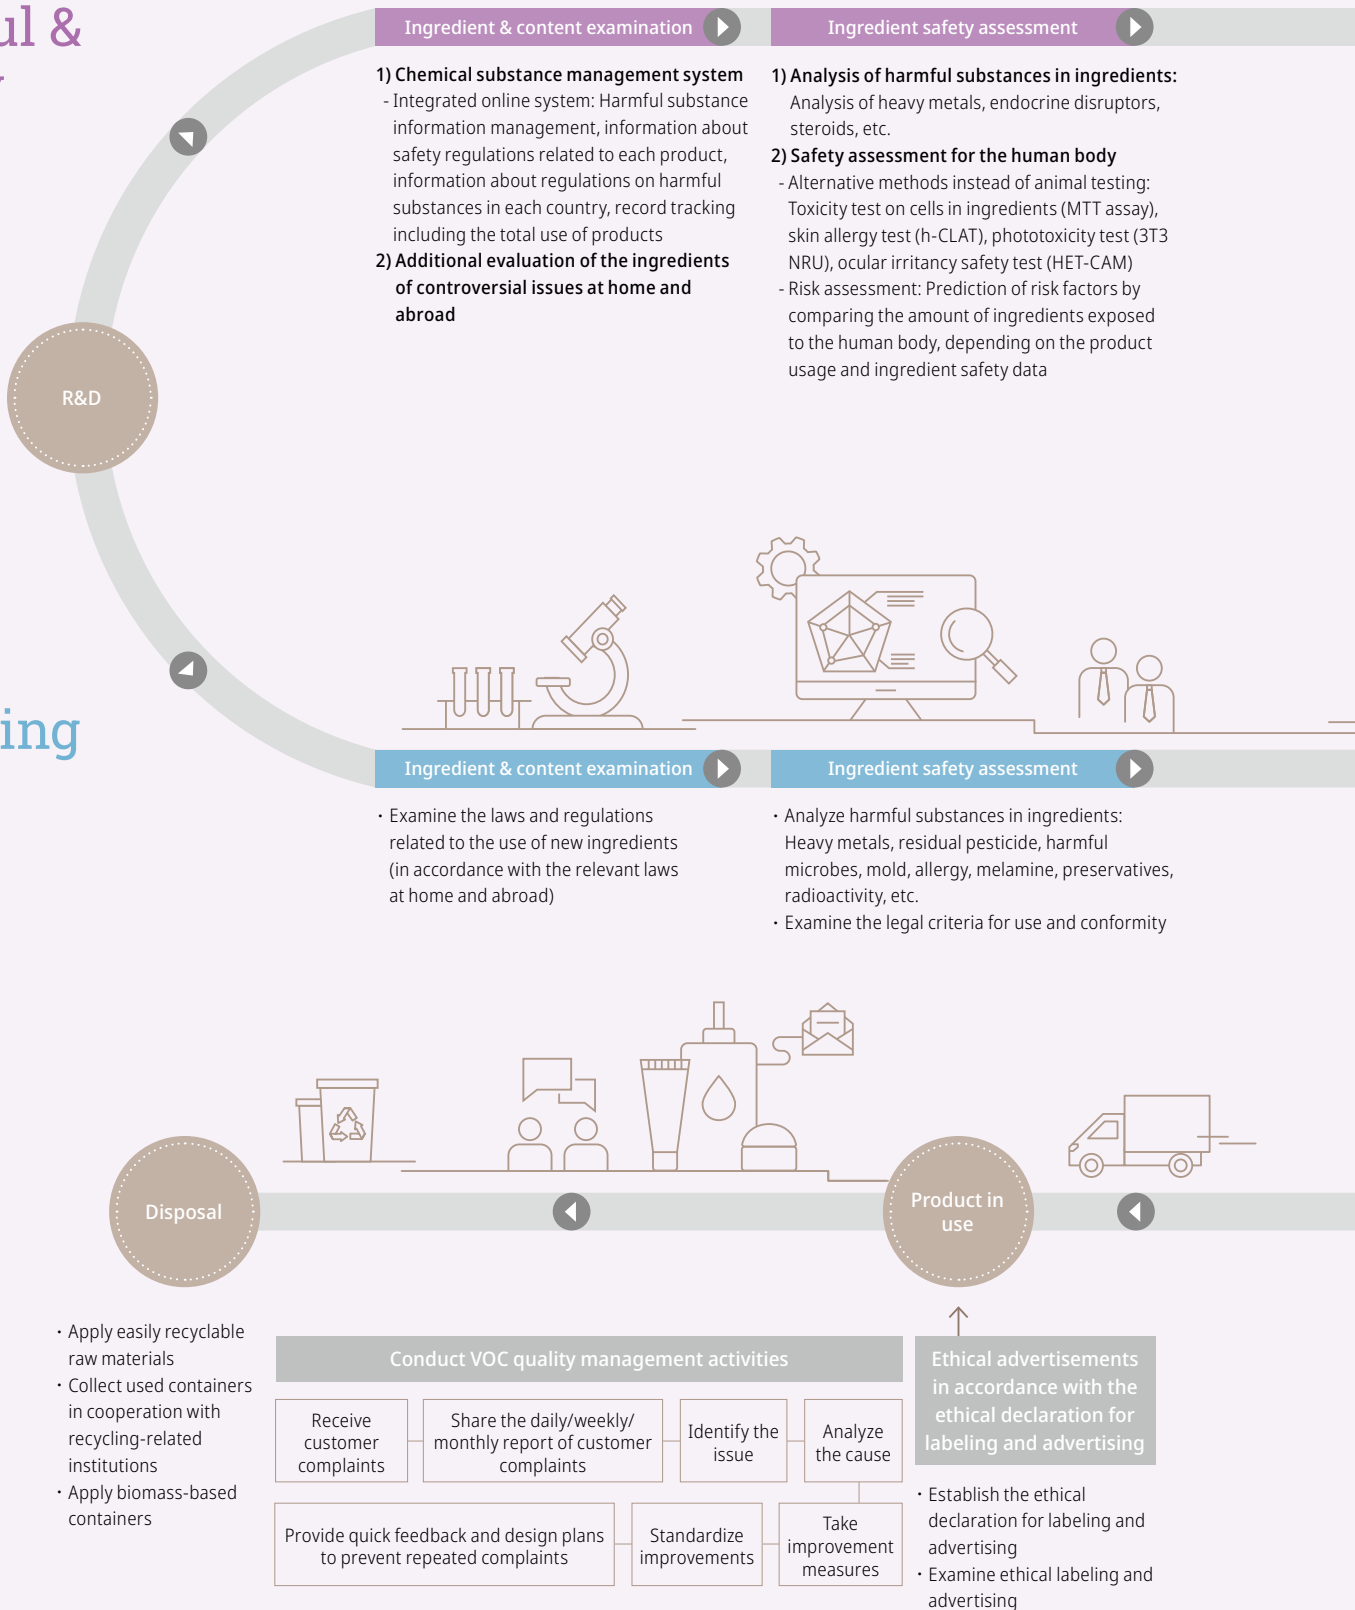 ul &
Ingredient & content examination
1) Chemical substance management system
- Integrated online system: Harmful substance
information management, information about
safety regulations related to each product,
information about regulations on harmful
substances in each country, record tracking
including the total use of products
2) Additional evaluation of the ingredients
of controversial issues at home and
abroad
Ingredient safety assessment
1) Analysis of harmful substances in ingredients:
Analysis of heavy metals, endocrine disruptors,
steroids, etc.
2) Safety assessment for the human body
- Alternative methods instead of animal testing:
Toxicity test on cells in ingredients (MTT assay),
skin allergy test (h-CLAT), phototoxicity test (3T3
NRU), ocular irritancy safety test (HET-CAM)
- Risk assessment: Prediction of risk factors by
comparing the amount of ingredients exposed
to the human body, depending on the product
usage and ingredient safety data
R&D
ing
Ingredient & content examination
· Examine the laws and regulations
related to the use of new ingredients
(in accordance with the relevant laws
at home and abroad)
Ingredient safety assessment
· Analyze harmful substances in ingredients:
Heavy metals, residual pesticide, harmful
microbes, mold, allergy, melamine, preservatives,
radioactivity, etc.
· Examine the legal criteria for use and conformity
Disposal
Product in
use
· Apply easily recyclable
raw materials
· Collect used containers
in cooperation with
recycling-related
institutions
· Apply biomass-based
containers
Conduct VOC quality management activities
Receive
customer
complaints
Share the daily/weekly/
monthly report of customer
complaints
Identify the
issue
Analyze
the cause
Provide quick feedback and design plans
to prevent repeated complaints
Standardize
improvements
Take
improvement
measures
Ethical advertisements
in accordance with the
ethical declaration for
labeling and advertising
· Establish the ethical
declaration for labeling and
advertising
· Examine ethical labeling and
advertising